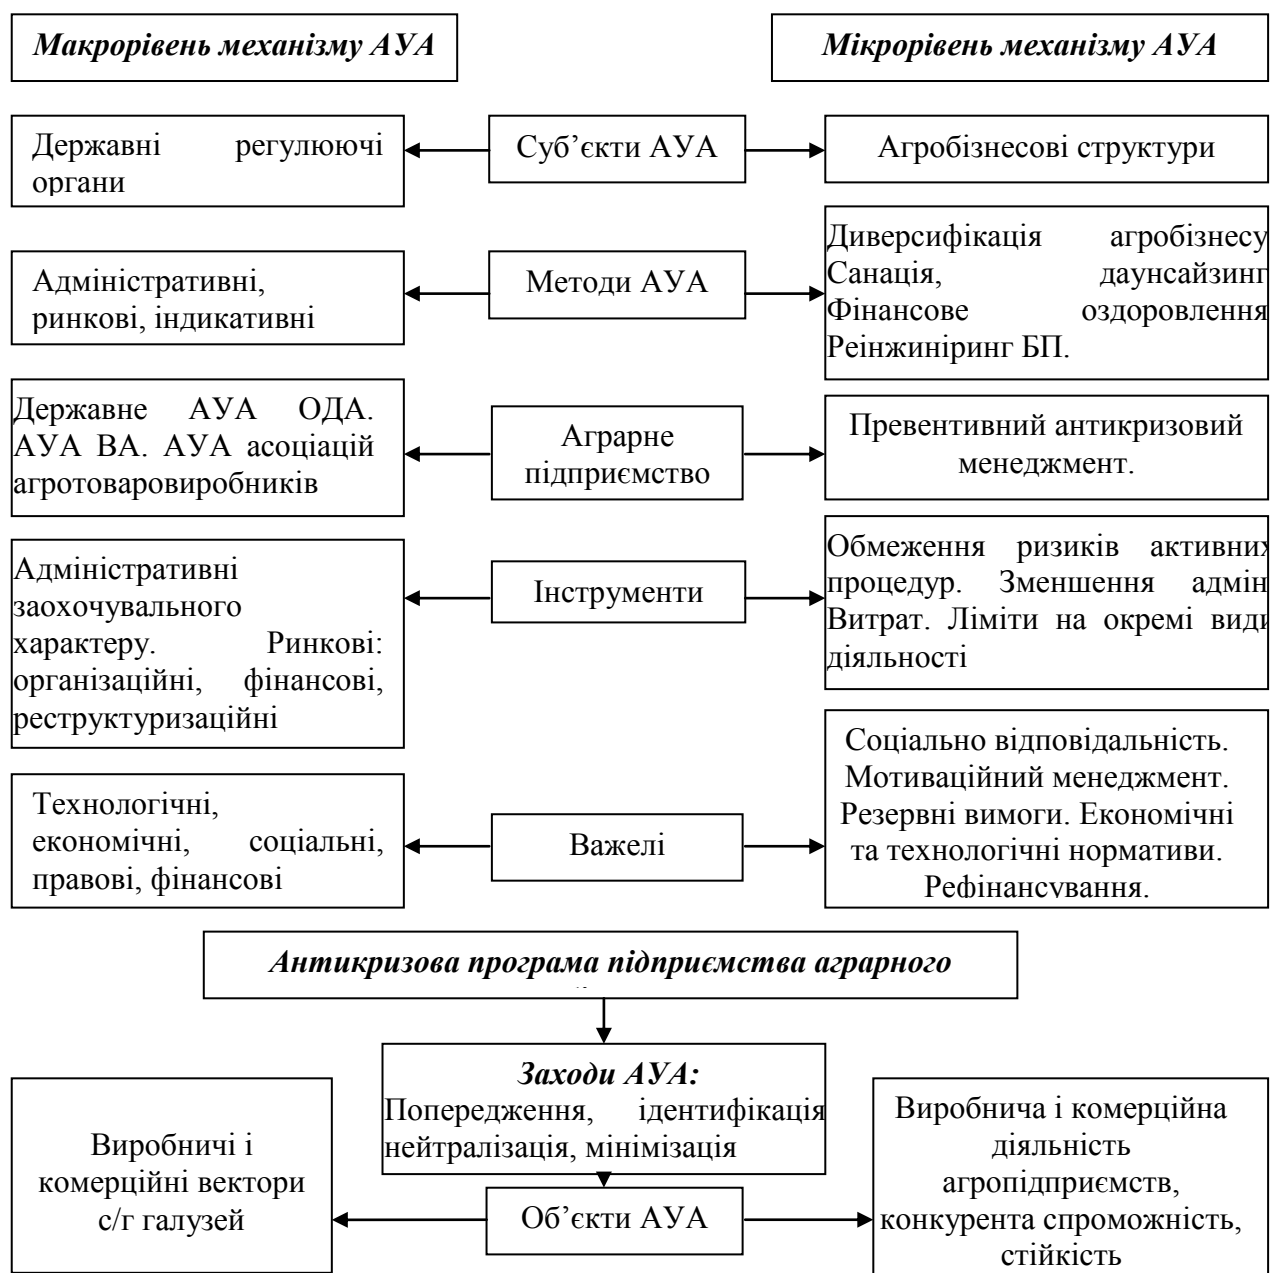 Макрорівень механізму АУА
Мікрорівень механізму АУА
Державні регулюючі
органи
Суб’єкти АУА
Агробізнесові структури
Адміністративні,
ринкові, індикативні
Методи АУА
Диверсифікація агробізнесу
Санація, даунсайзинг
Фінансове оздоровлення
Реінжиніринг БП.
Державне АУА ОДА.
АУА ВА. АУА асоціацій
агротоваровиробників
Аграрне
підприємство
Превентивний антикризовий
менеджмент.
Адміністративні
заохочувального
характеру. Ринкові:
організаційні, фінансові,
реструктуризаційні
Інструменти
Обмеження ризиків активних
процедур. Зменшення адмін
Витрат. Ліміти на окремі види
діяльності
Технологічні,
економічні, соціальні,
правові, фінансові
Важелі
Соціально відповідальність.
Мотиваційний менеджмент.
Резервні вимоги. Економічні
та технологічні нормативи.
Рефінансування.
Антикризова програма підприємства аграрного
Заходи АУА:
Попередження, ідентифікація
нейтралізація, мінімізація
Виробничі і
комерційні вектори
с/г галузей
Об’єкти АУА
Виробнича і комерційна
діяльність
агропідприємств,
конкурента спроможність,
стійкість